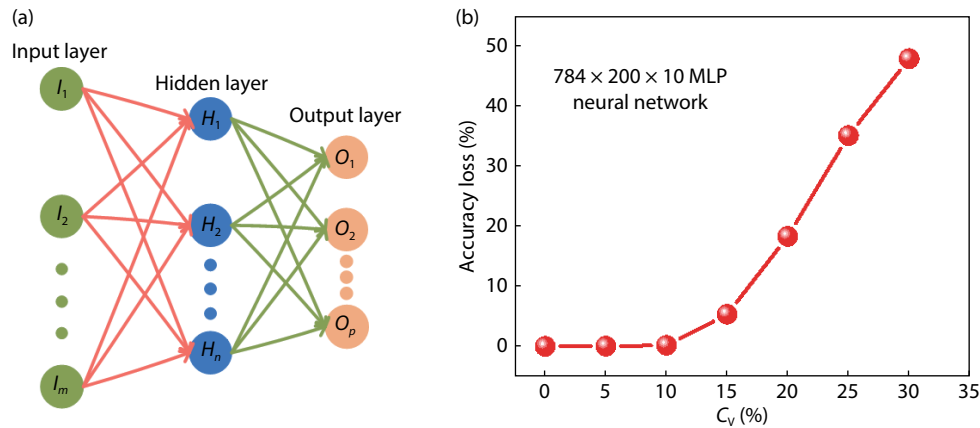 (a)
Input layer
Hidden layer
Output layer
I1
I2
Im
H1
H2
Hn
O1
O2
Op
(b)
784 × 200 × 10 MLP
neural network
Accuracy loss (%)
50
40
30
20
10
0
0 5 10 15 20 25 30 35
Cv (%)